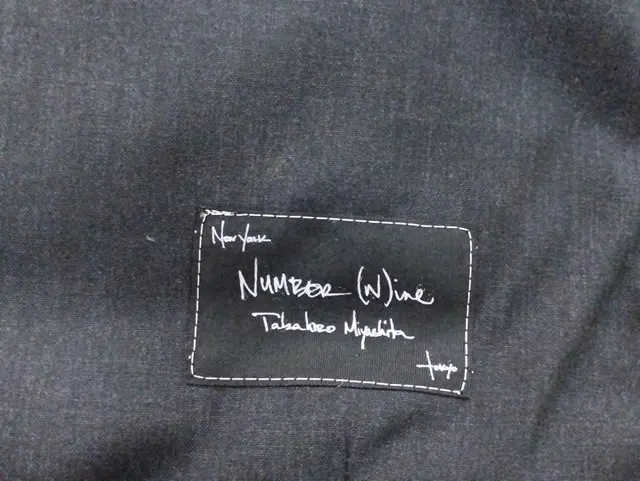 New York
NUMBER (N)ine
Takahiro Miyashita
tokyo